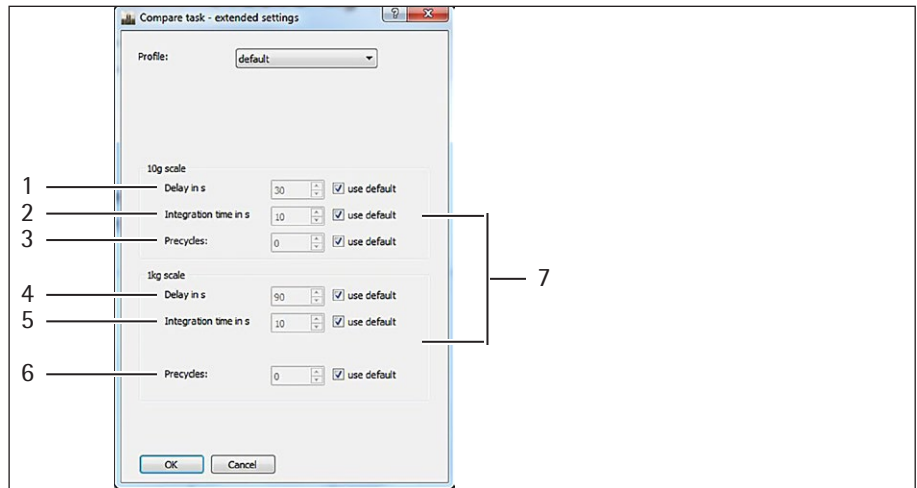 Compare task - extended settings
Profile: default
10g scale
1 Delay in s 30 use default
2 Integration time in s 10 use default
3 Precycles: 0 use default
7
1kg scale
4 Delay in s 90 use default
5 Integration time in s 10 use default
6 Precycles: 0 use default
OK Cancel